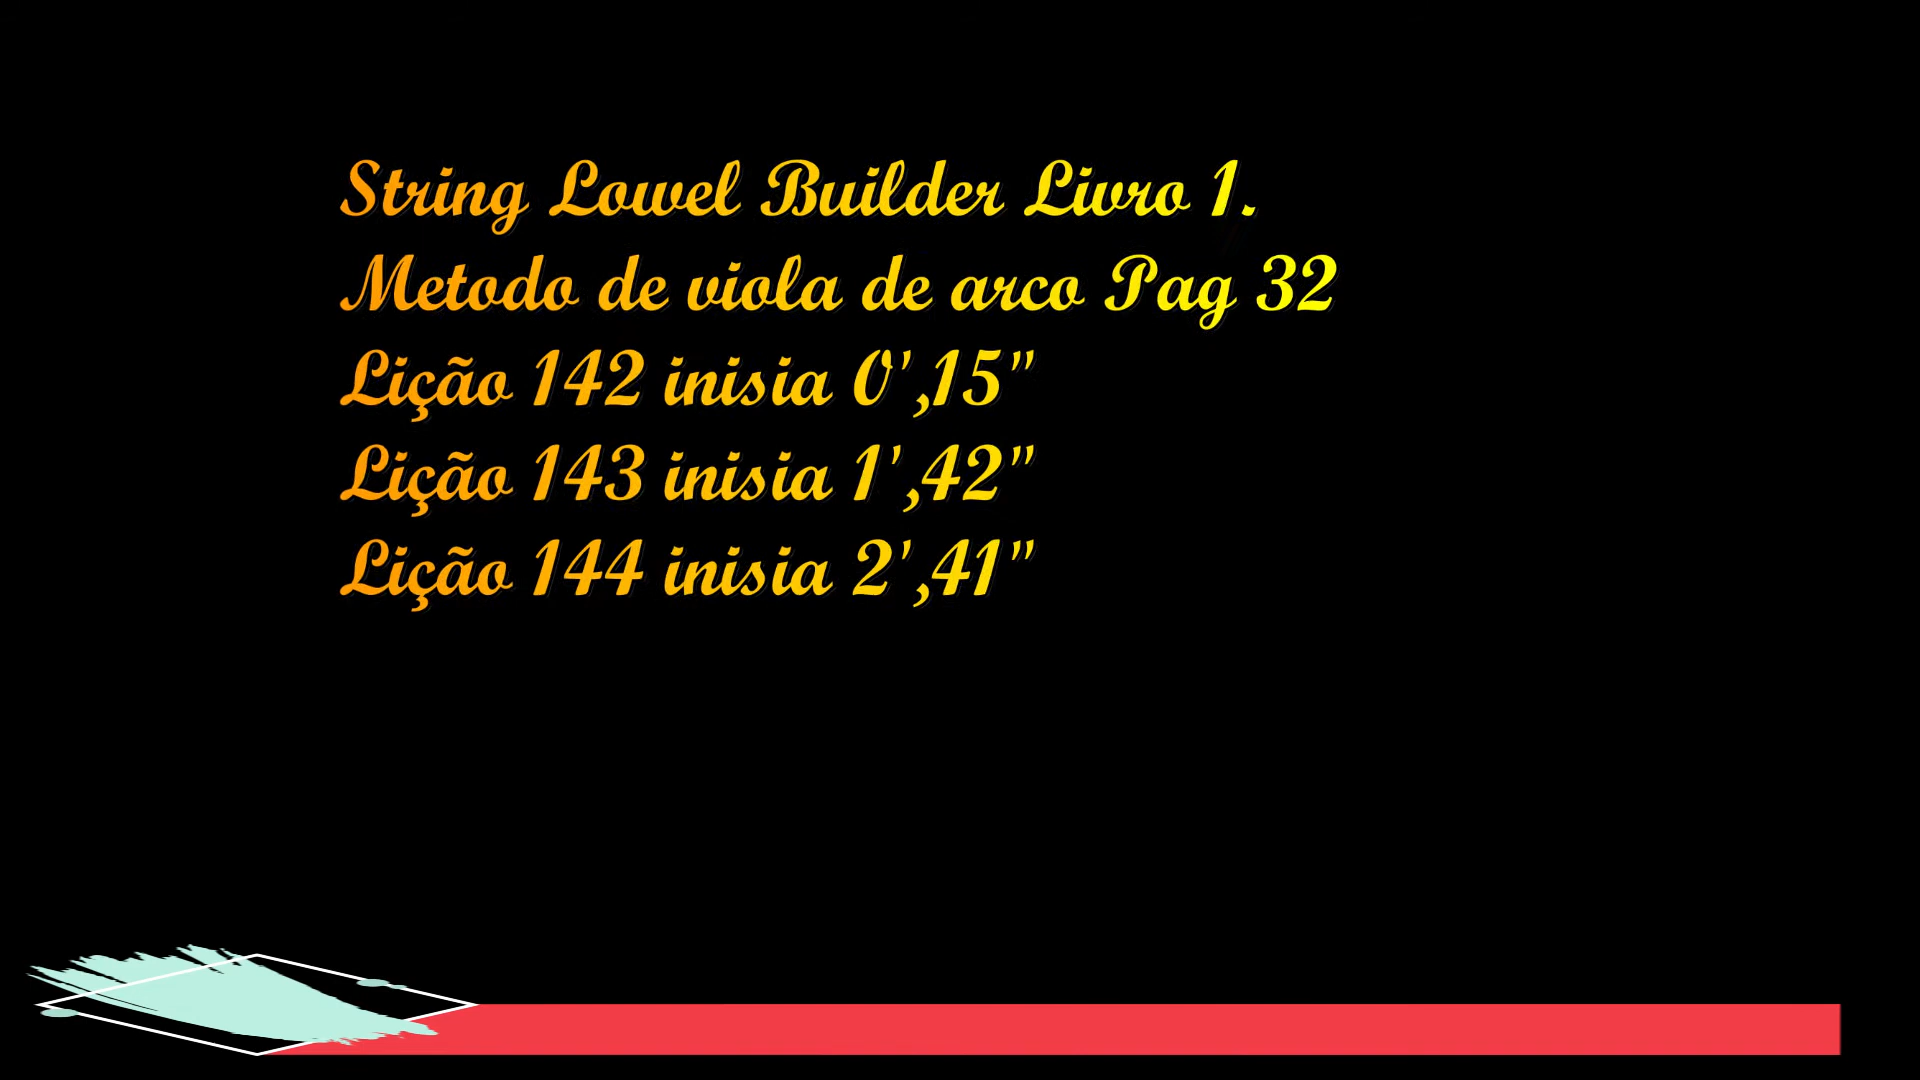 String Lowel Builder Livro 1.
Metodo de viola de arco Pag 32
Lição 142 inisia 0',15"
Lição 143 inisia 1',42"
Lição 144 inisia 2',41"